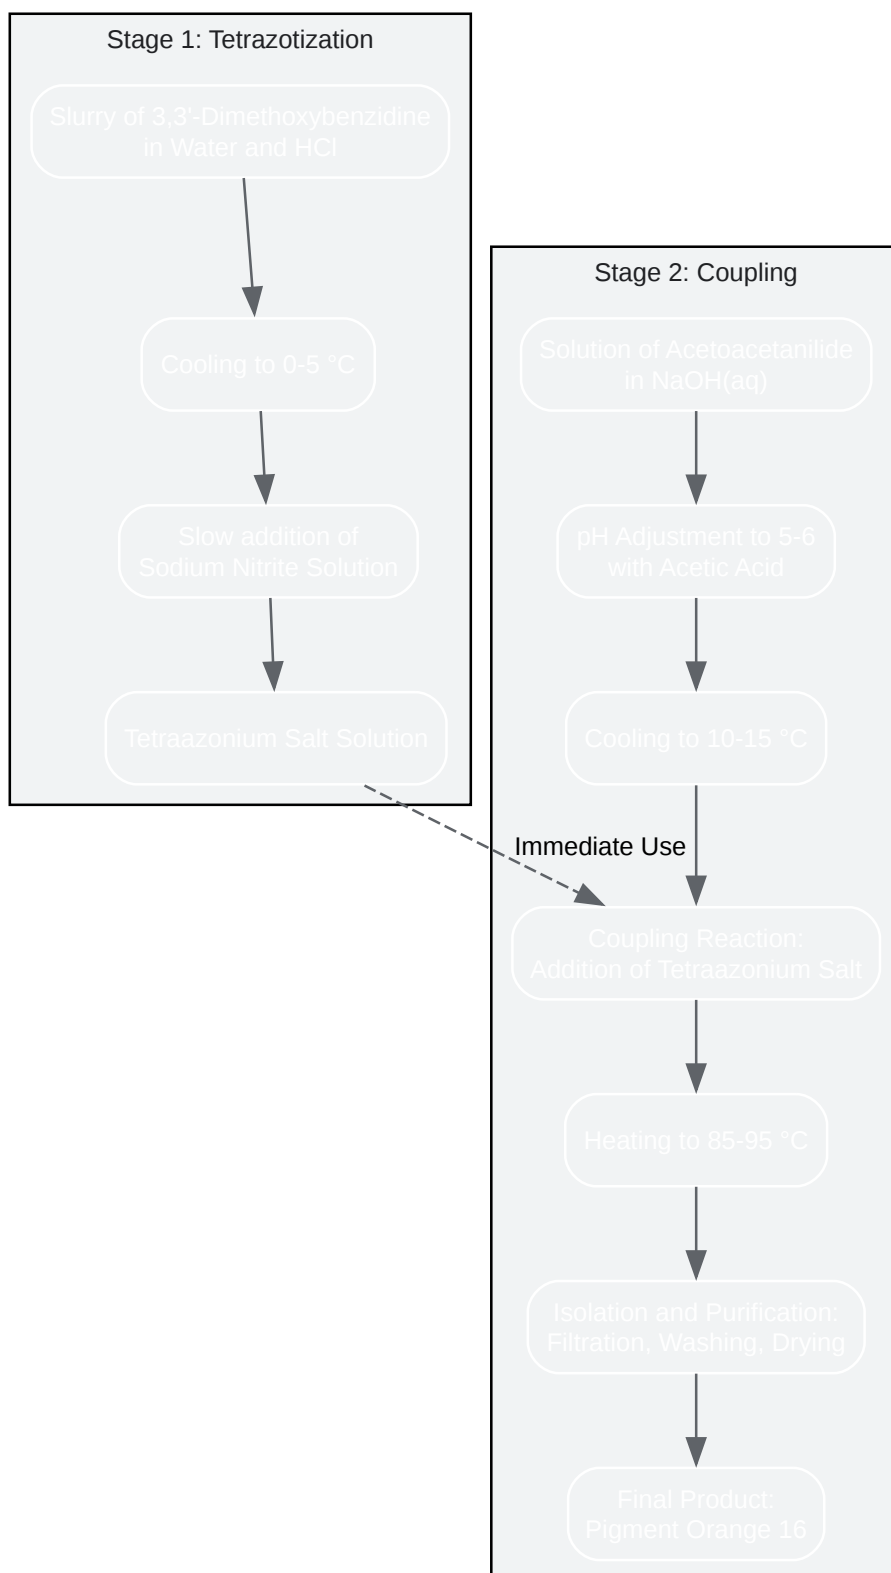 Stage 1: Tetrazotization
Slurry of 3,3'-Dimethoxybenzidine
in Water and HCl
Cooling to 0-5 °C
Slow addition of
Sodium Nitrite Solution
Tetraazonium Salt Solution
Stage 2: Coupling
Solution of Acetoacetanilide
in NaOH(aq)
pH Adjustment to 5-6
with Acetic Acid
Cooling to 10-15 °C
Immediate Use
Coupling Reaction:
Addition of Tetraazonium Salt
Heating to 85-95 °C
Isolation and Purification:
Filtration, Washing, Drying
Final Product:
Pigment Orange 16